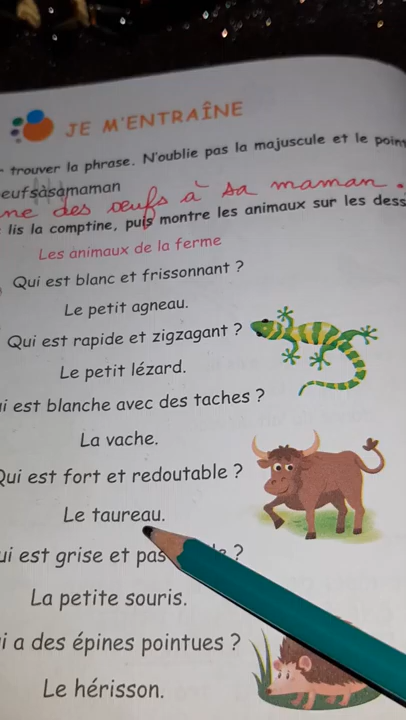 JE M'ENTRAÎNE
trouver la phrase. N'oublie pas la majuscule et le point
eufsàsamaman
ne des oeufs à sa maman.
lis la comptine, puis montre les animaux sur les dess
Les animaux de la ferme
Qui est blanc et frissonnant ?
Le petit agneau.
Qui est rapide et zigzagant ?
Le petit lézard.
i est blanche avec des taches ?
La vache.
Qui est fort et redoutable ?
Le taureau.
ui est grise et pas ?
La petite souris.
i a des épines pointues ?
Le hérisson.